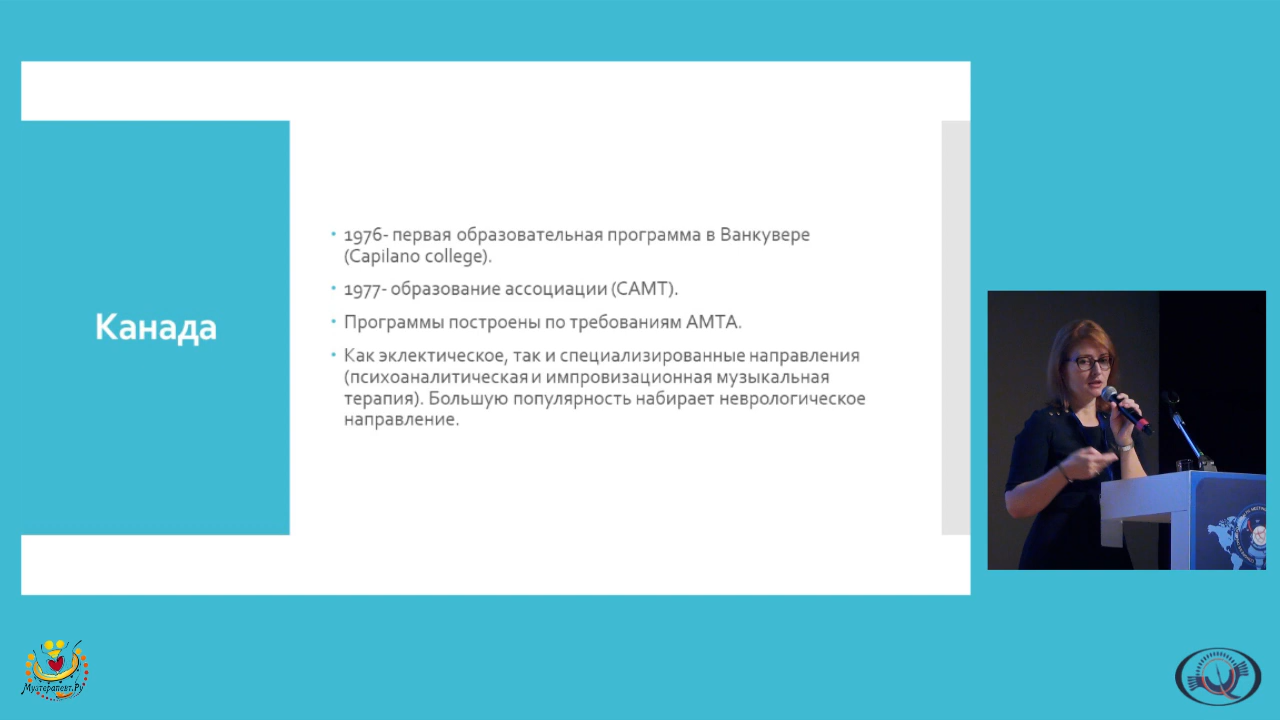 Канада
• 1976- первая образовательная программа в Ванкувере
(Capilano college).
• 1977- образование ассоциации (CAMT).
• Программы построены по требованиям АМТА.
• Как эклектическое, так и специализированные направления
(психоаналитическая и импровизационная музыкальная
терапия). Большую популярность набирает неврологическое
направление.
Музтерапевт.Ру